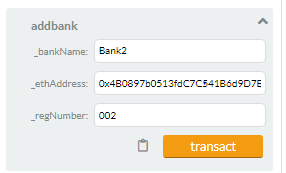 addbank
_bankName: Bank2
_ethAddress: 0x4B0897b0513fdC7C541B6d9D7E
_regNumber: 002
transact